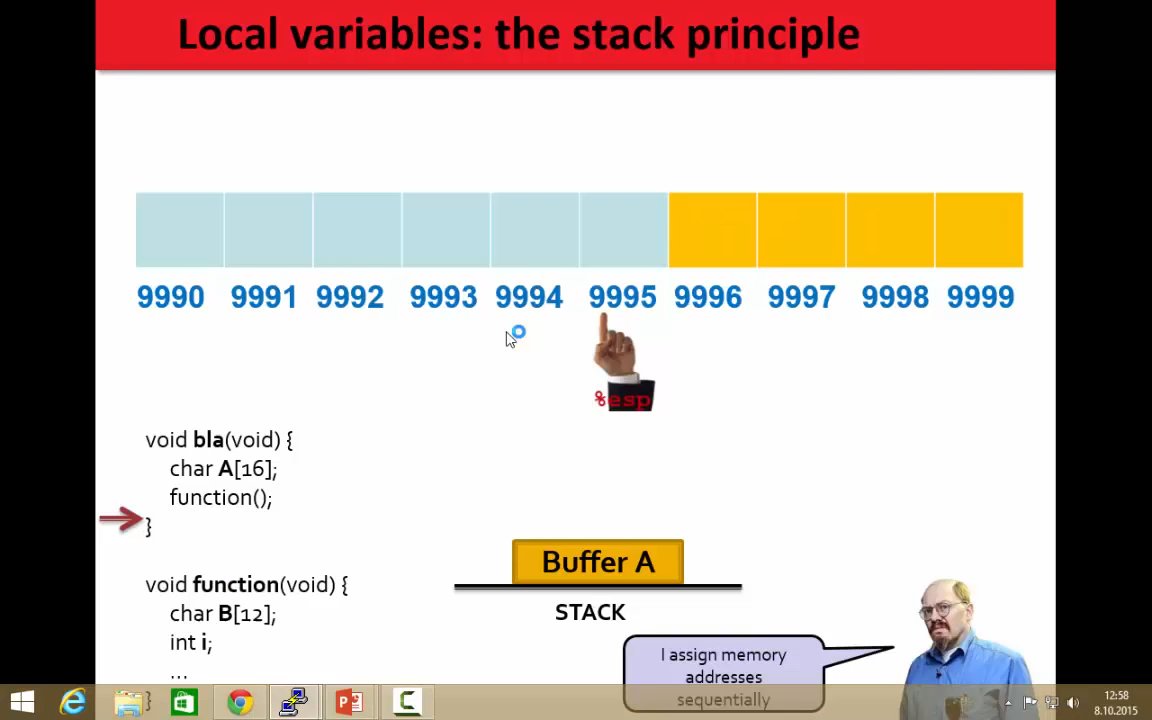 Local variables: the stack principle
9990 9991 9992 9993 9994 9995 9996 9997 9998 9999
%esp
void bla(void) {
char A[16];
function();
}
void function(void) {
char B[12];
int i;
...
}
Buffer A
STACK
I assign memory
addresses
sequentially
12:58
8.10.2015